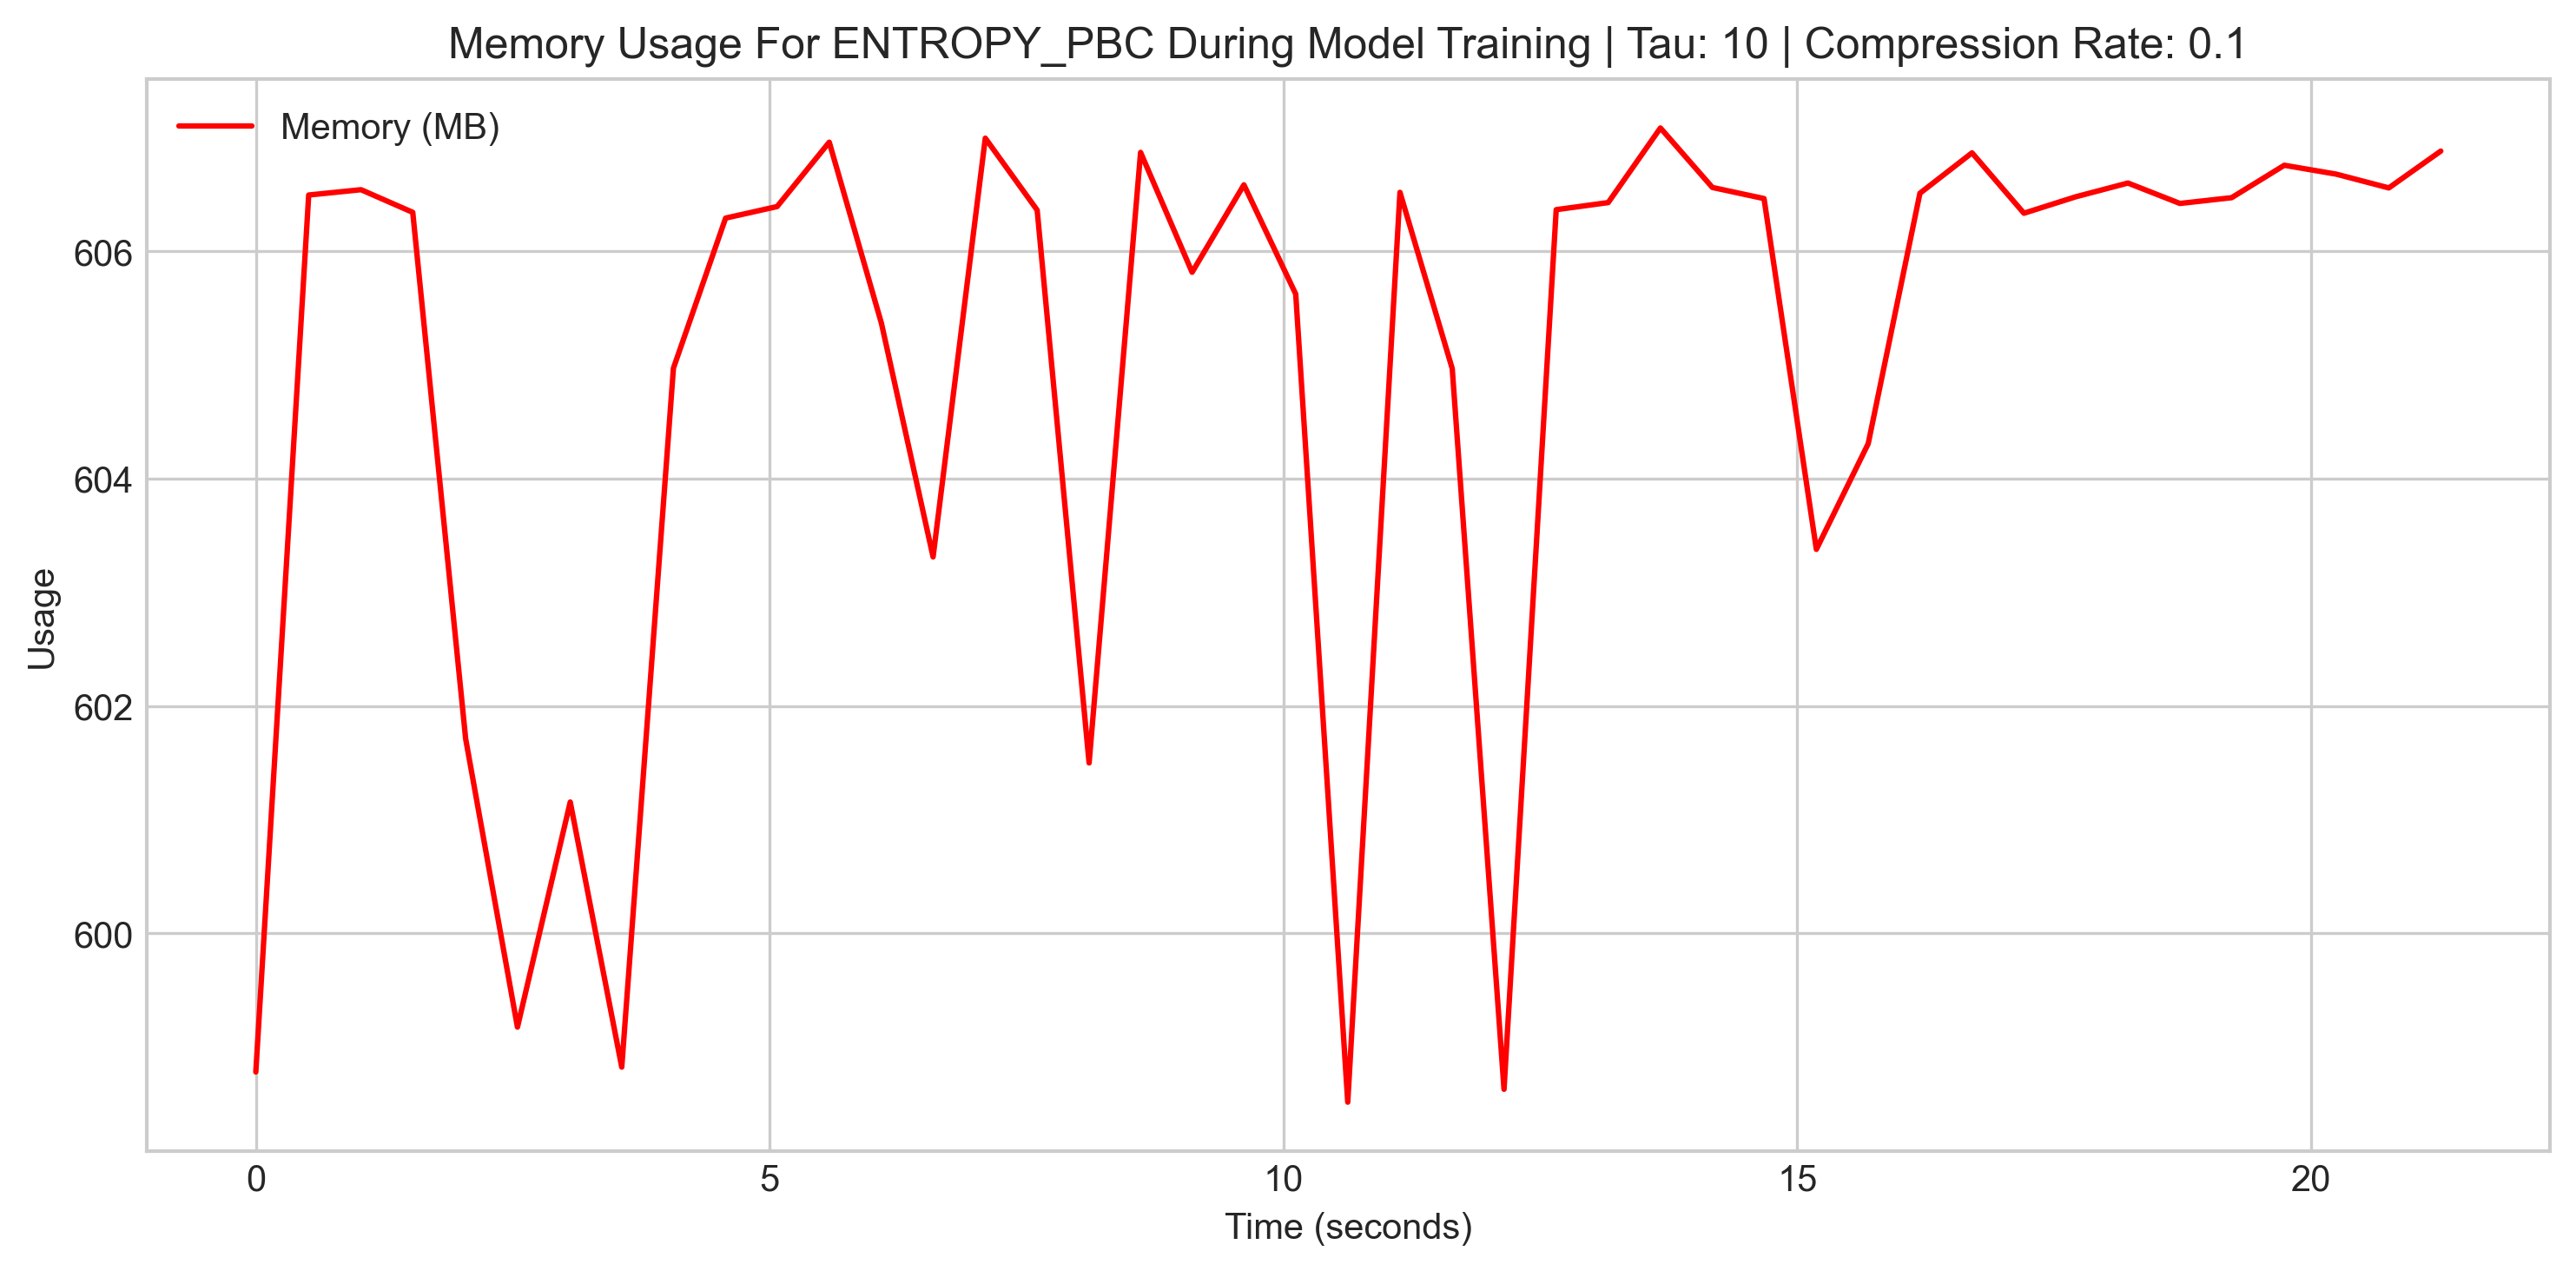 Memory Usage For ENTROPY_PBC During Model Training | Tau: 10 | Compression Rate: 0.1
Memory (MB)
606
604
602
600
Usage
0 5 10 15 20
Time (seconds)